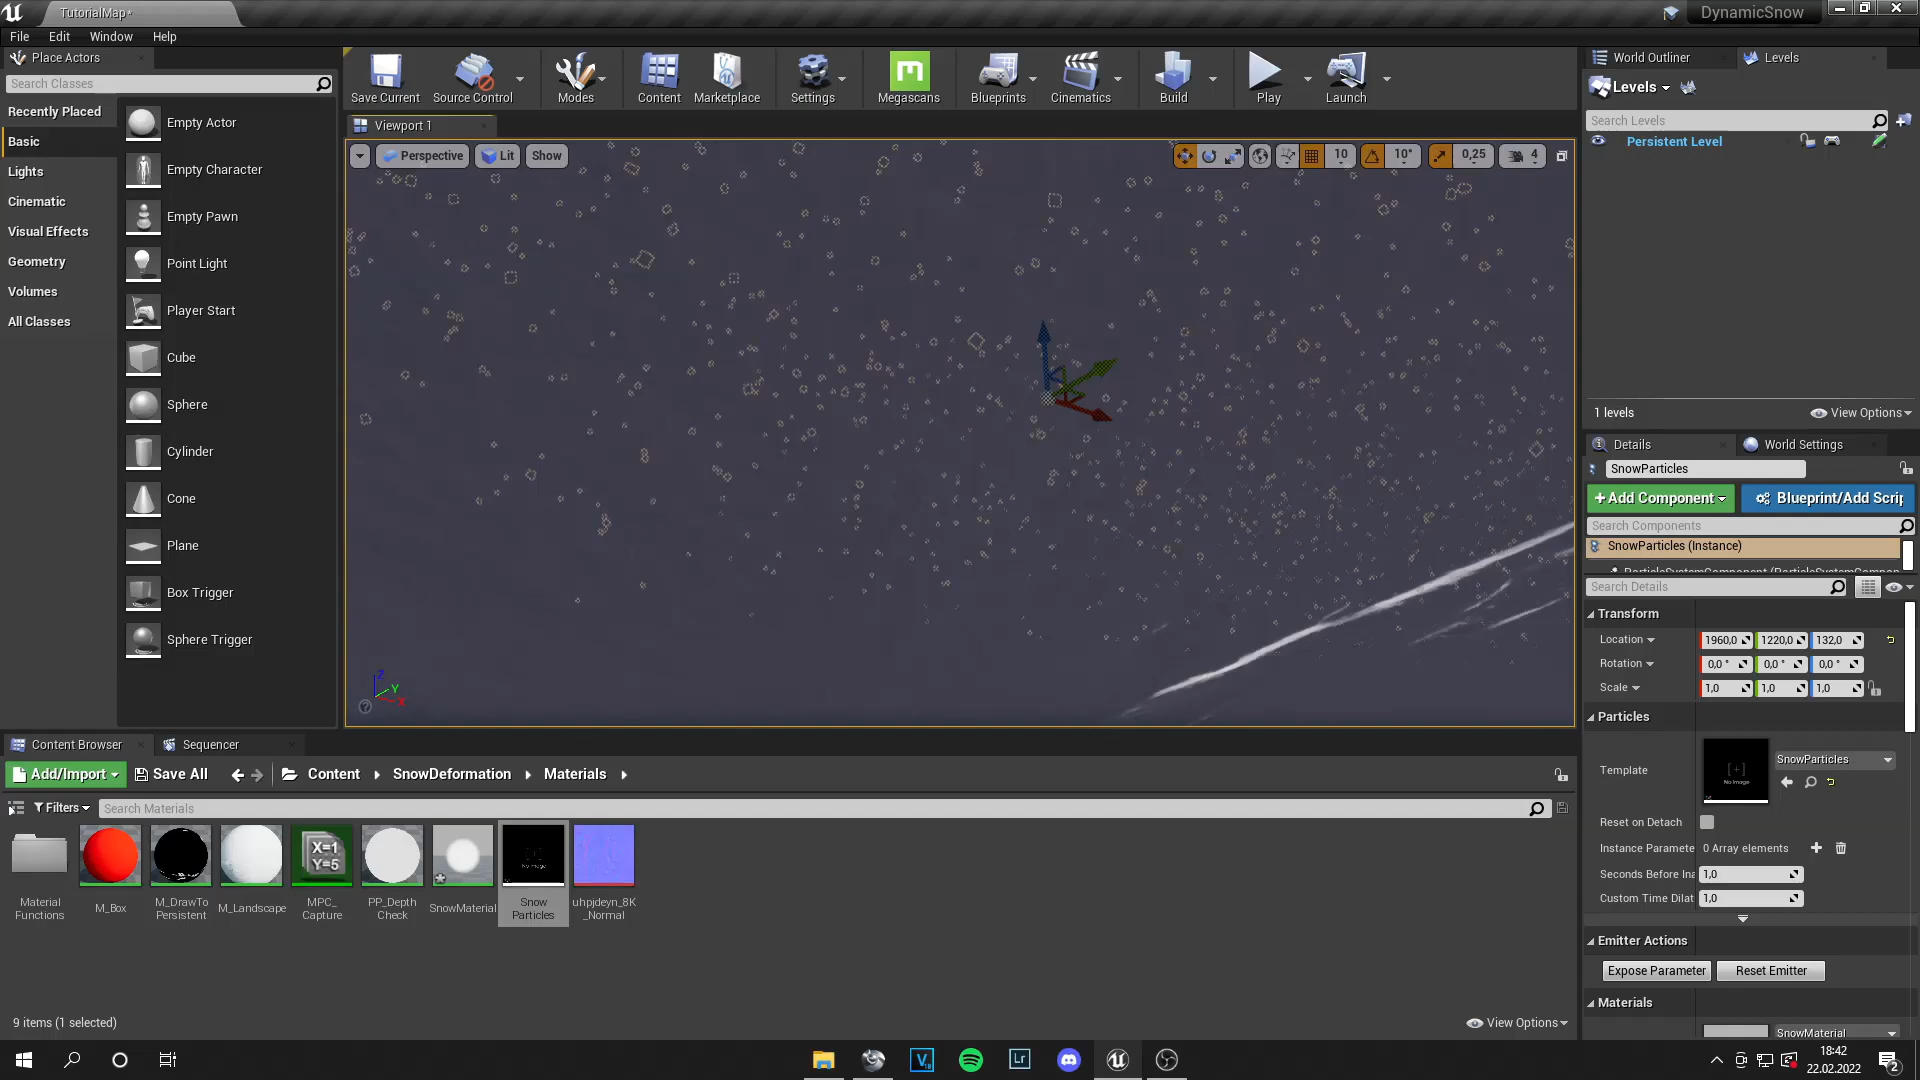 TutorialMap*
DynamicSnow
File Edit Window Help
Place Actors
Search Classes
Recently Placed
Basic
Lights
Cinematic
Visual Effects
Geometry
Volumes
All Classes
Empty Actor
Empty Character
Empty Pawn
Point Light
Player Start
Cube
Sphere
Cylinder
Cone
Plane
Box Trigger
Sphere Trigger
Save Current
Source Control
Modes
Content
Marketplace
Settings
Megascans
Blueprints
Cinematics
Build
Play
Launch
Viewport 1
Perspective
Lit
Show
10
10°
0,25
4
Z
Y
X
World Outliner
Levels
Levels
Search Levels
Persistent Level
1 levels
View Options
Details
World Settings
SnowParticles
+Add Component
Blueprint/Add Scrip
Search Components
SnowParticles (Instance)
Search Details
Transform
Location 1960,0 1220,0 132,0
Rotation 0,0 ° 0,0 ° 0,0 °
Scale 1,0 1,0 1,0
Particles
Template
No Image
SnowParticles
Reset on Detach
Instance Paramete 0 Array elements
Seconds Before Ina 1,0
Custom Time Dilat 1,0
Emitter Actions
Expose Parameter
Reset Emitter
Materials
SnowMaterial
Content Browser
Sequencer
Add/Import
Save All
Content
SnowDeformation
Materials
Filters
Search Materials
X=1
Y=5
No Image
Material
Functions
M_Box
M_DrawTo
Persistent
M_Landscape
MPC_
Capture
PP_Depth
Check
SnowMaterial
Snow
Particles
uhpjdeyn_8K
_Normal
9 items (1 selected)
View Options
Lr
18:42
22.02.2022
2